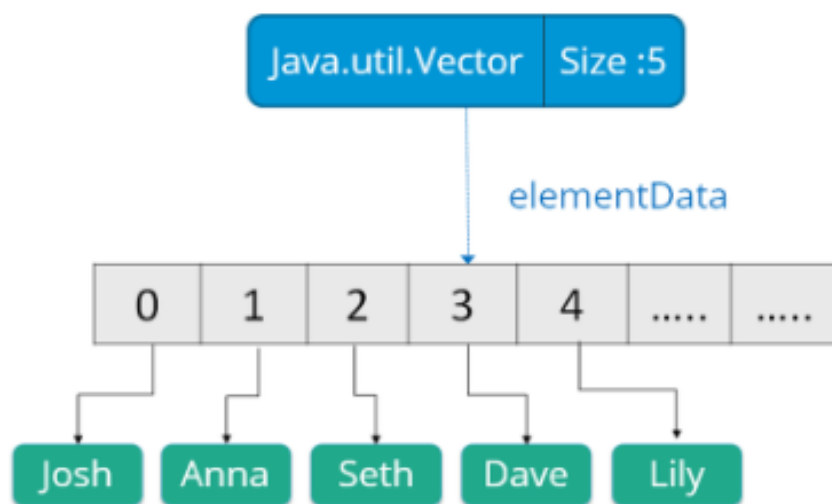 Java.util.Vector Size :5
elementData
0 1 2 3 4 ..... .....
Josh Anna Seth Dave Lily